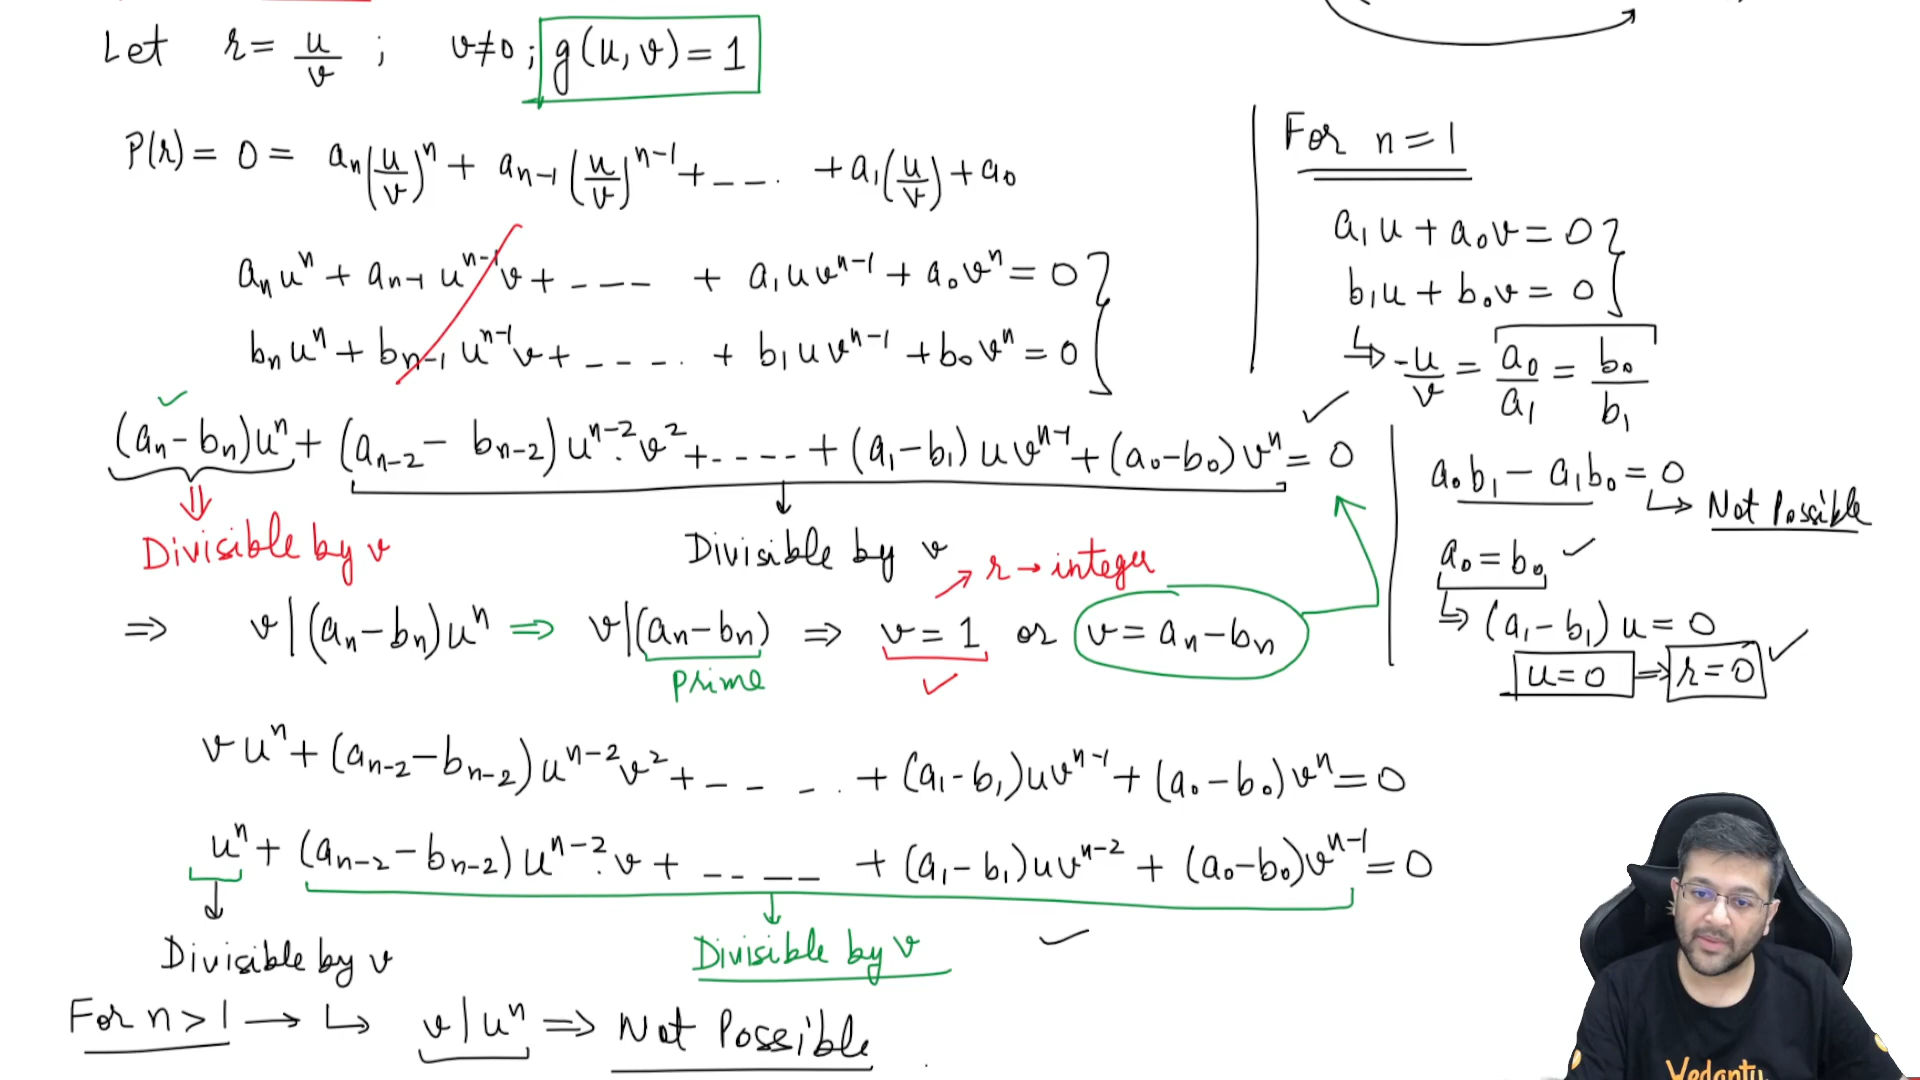 Let r = u/v ; v≠0 ; g(u, v) = 1
P(r) = 0 = aₙ(u/v)ⁿ + aₙ₋₁(u/v)ⁿ⁻¹ + _ _ _ . + a₁(u/v) + a₀
aₙuⁿ + aₙ₋₁uⁿ⁻¹v + _ _ _ _ + a₁uvⁿ⁻¹ + a₀vⁿ = 0 }
bₙuⁿ + bₙ₋₁uⁿ⁻¹v + _ _ _ _ . + b₁uvⁿ⁻¹ + b₀vⁿ = 0
✓
(aₙ - bₙ)uⁿ + (aₙ₋₂ - bₙ₋₂)uⁿ⁻².v² + . _ _ _ _ + (a₁ - b₁)uvⁿ⁻¹ + (a₀ - b₀)vⁿ = 0 ✓
⇓ ↓
Divisible by v Divisible by v
↗ r → integer
⇒ v | (aₙ - bₙ)uⁿ ⇒ v | (aₙ - bₙ) ⇒ v = 1 or v = aₙ - bₙ
prime ✓
vuⁿ + (aₙ₋₂ - bₙ₋₂)uⁿ⁻²v² + _ _ _ . + (a₁ - b₁)uvⁿ⁻¹ + (a₀ - b₀)vⁿ = 0
uⁿ + (aₙ₋₂ - bₙ₋₂)uⁿ⁻².v + _ _ _ _ + (a₁ - b₁)uvⁿ⁻² + (a₀ - b₀)vⁿ⁻¹ = 0
↓ ↓
Divisible by v Divisible by v ✓
For n > 1 → ↳ v | uⁿ ⇒ Not Possible
For n = 1
a₁u + a₀v = 0 }
b₁u + b₀v = 0
↳ -u/v = a₀/a₁ = b₀/b₁
a₀b₁ - a₁b₀ = 0
↳ Not Possible
a₀ = b₀ ✓
↳ (a₁ - b₁)u = 0
u = 0 ⇒ r = 0 ✓
Vedantu